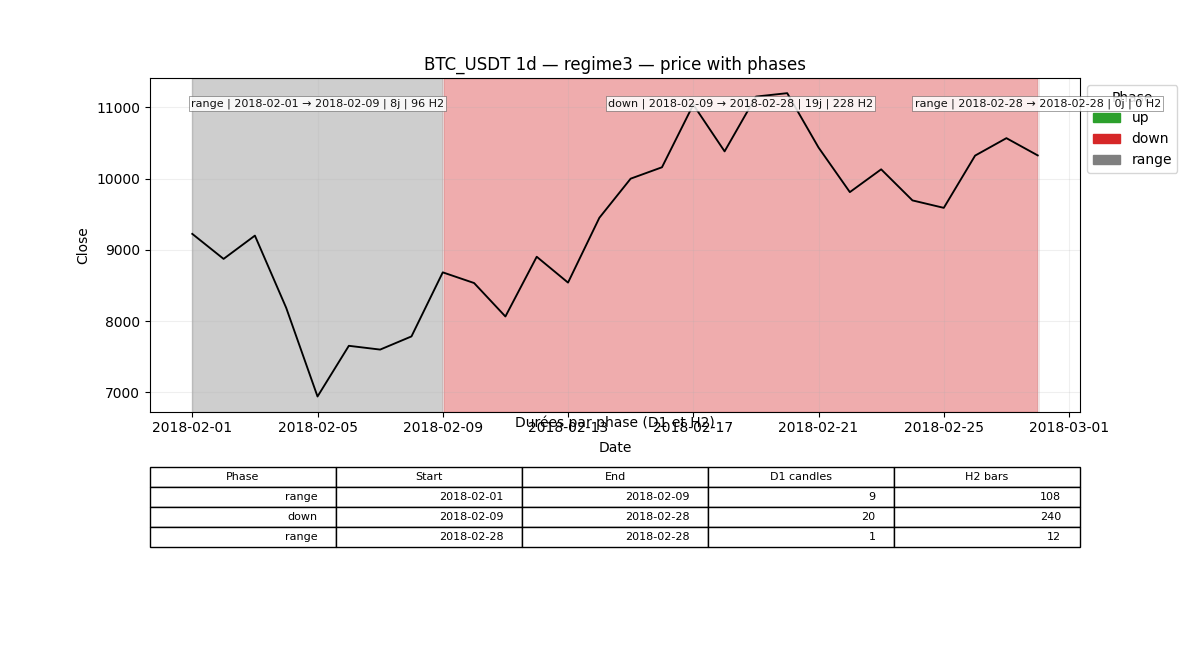 BTC_USDT 1d — regime3 — price with phases
range | 2018-02-01 → 2018-02-09 | 8j | 96 H2
down | 2018-02-09 → 2018-02-28 | 19j | 228 H2
range | 2018-02-28 → 2018-02-28 | 0j | 0 H2
Phase
up
down
range
11000
10000
9000
8000
7000
Close
2018-02-01 2018-02-05 2018-02-09 2018-02-13 2018-02-17 2018-02-21 2018-02-25 2018-03-01
Date
Durées par phase (D1 et H2)
Phase Start End D1 candles H2 bars
range 2018-02-01 2018-02-09 9 108
down 2018-02-09 2018-02-28 20 240
range 2018-02-28 2018-02-28 1 12